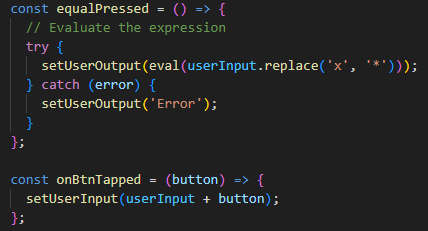 const equalPressed = () => {
  // Evaluate the expression
  try {
    setUserOutput(eval(userInput.replace('x', '*')));
  } catch (error) {
    setUserOutput('Error');
  }
};

const onBtnTapped = (button) => {
  setUserInput(userInput + button);
};